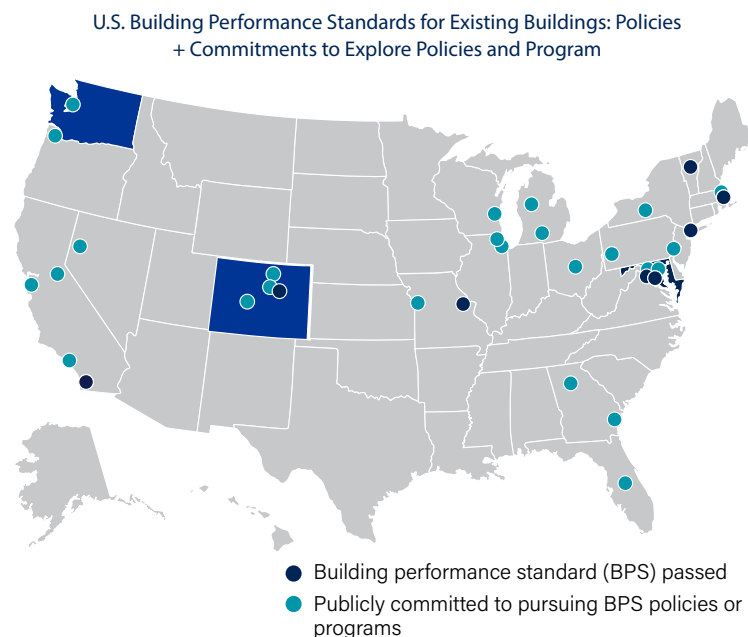 U.S. Building Performance Standards for Existing Buildings: Policies
+ Commitments to Explore Policies and Program
Building performance standard (BPS) passed
Publicly committed to pursuing BPS policies or
programs